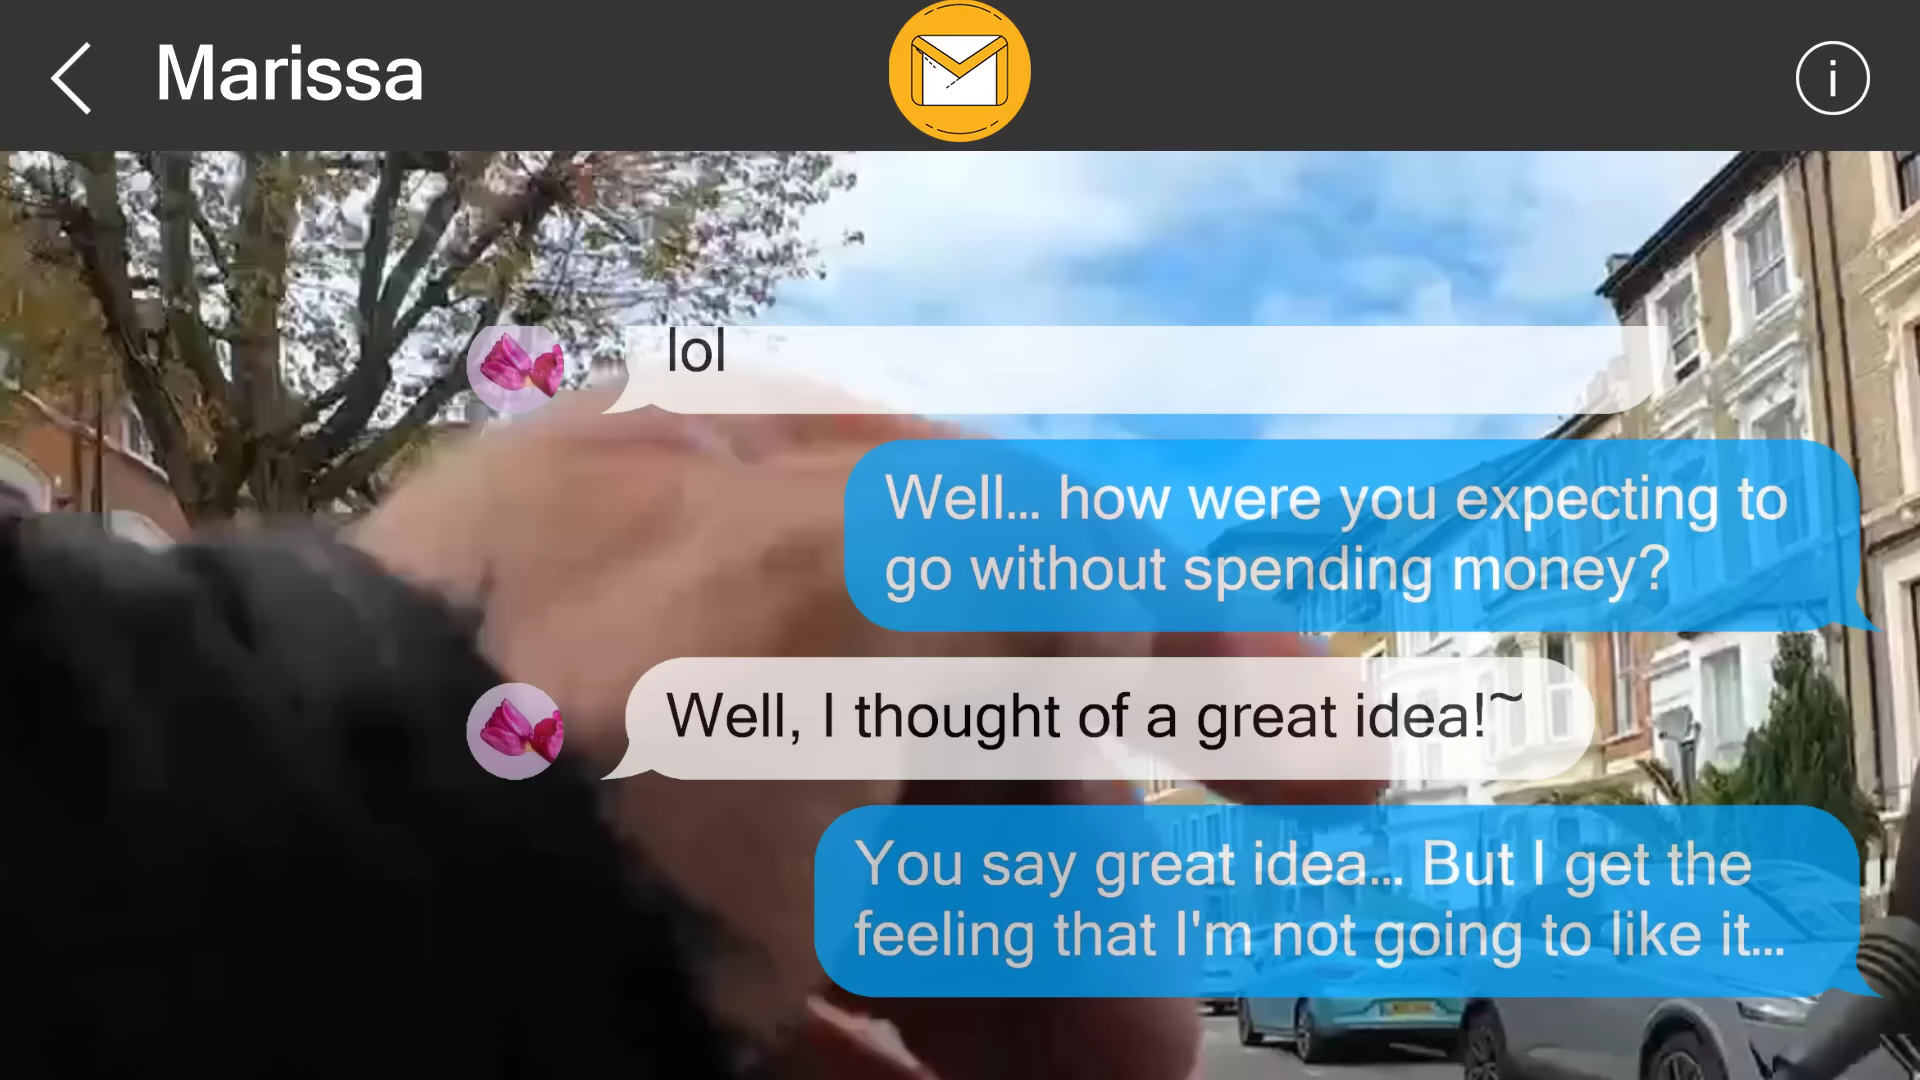 Marissa
i
lol
Well... how were you expecting to
go without spending money?
Well, I thought of a great idea!~
You say great idea... But I get the
feeling that I'm not going to like it...